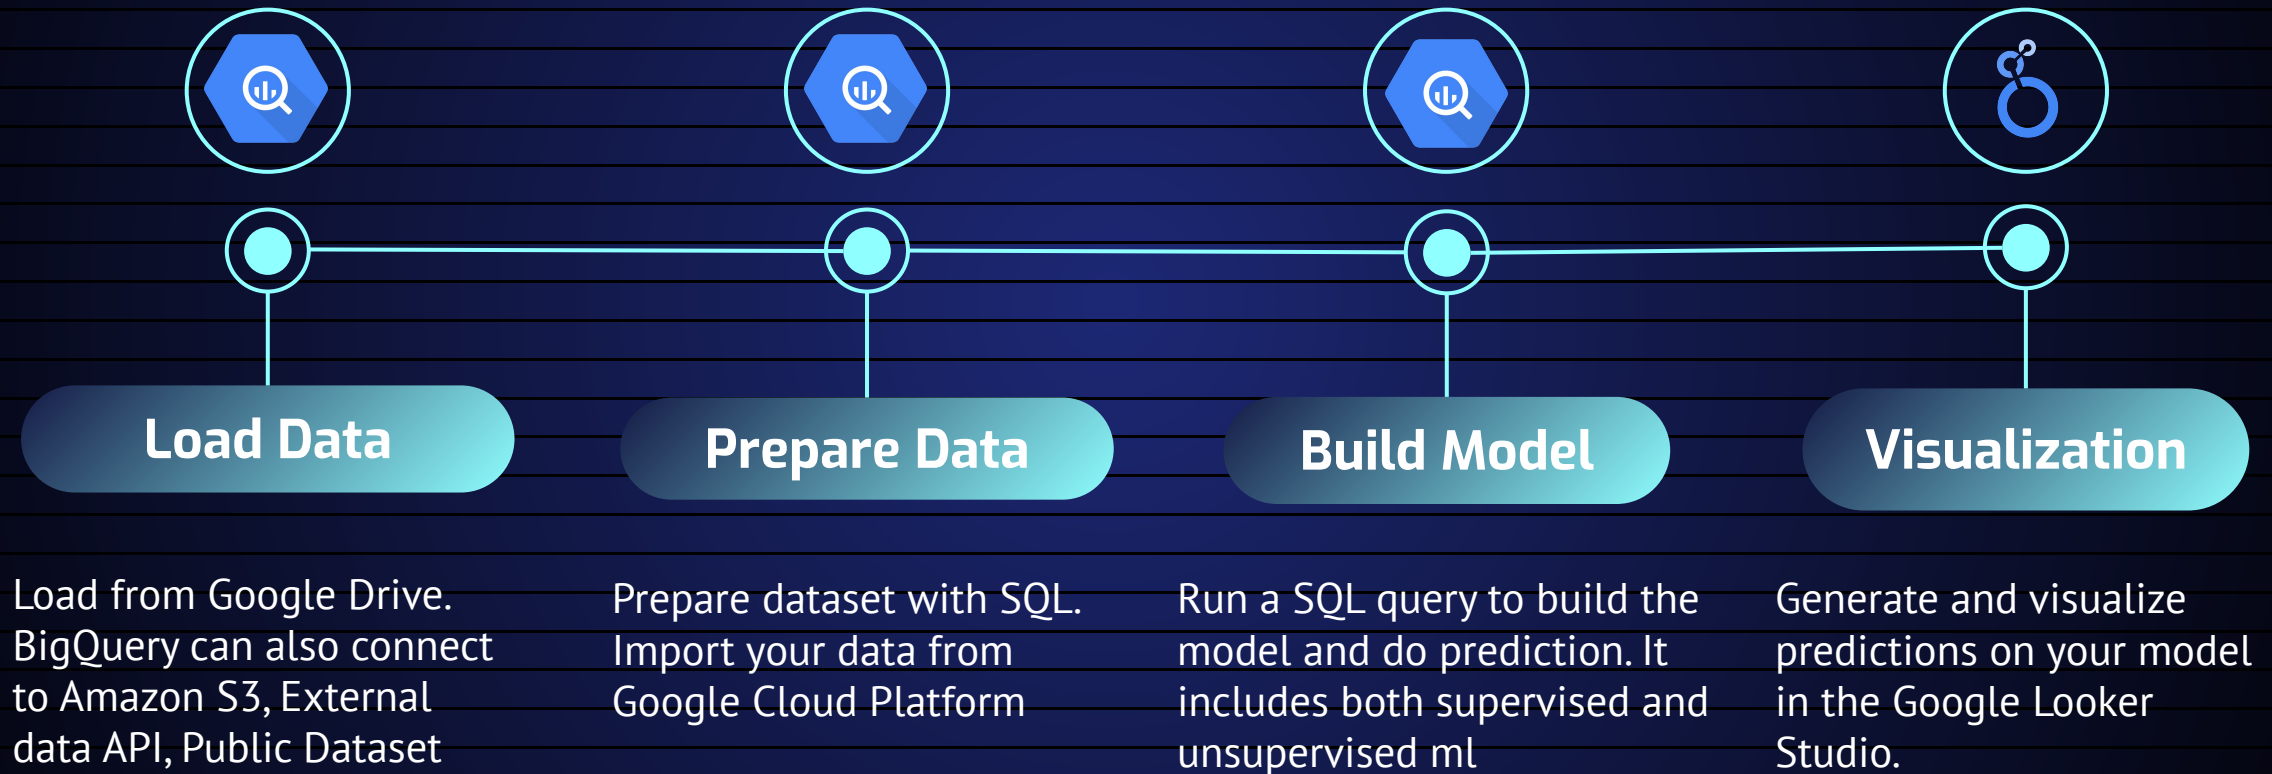 Load Data
Prepare Data
Build Model
Visualization
Load from Google Drive.
BigQuery can also connect
to Amazon S3, External
data API, Public Dataset
Prepare dataset with SQL.
Import your data from
Google Cloud Platform
Run a SQL query to build the
model and do prediction. It
includes both supervised and
unsupervised ml
Generate and visualize
predictions on your model
in the Google Looker
Studio.